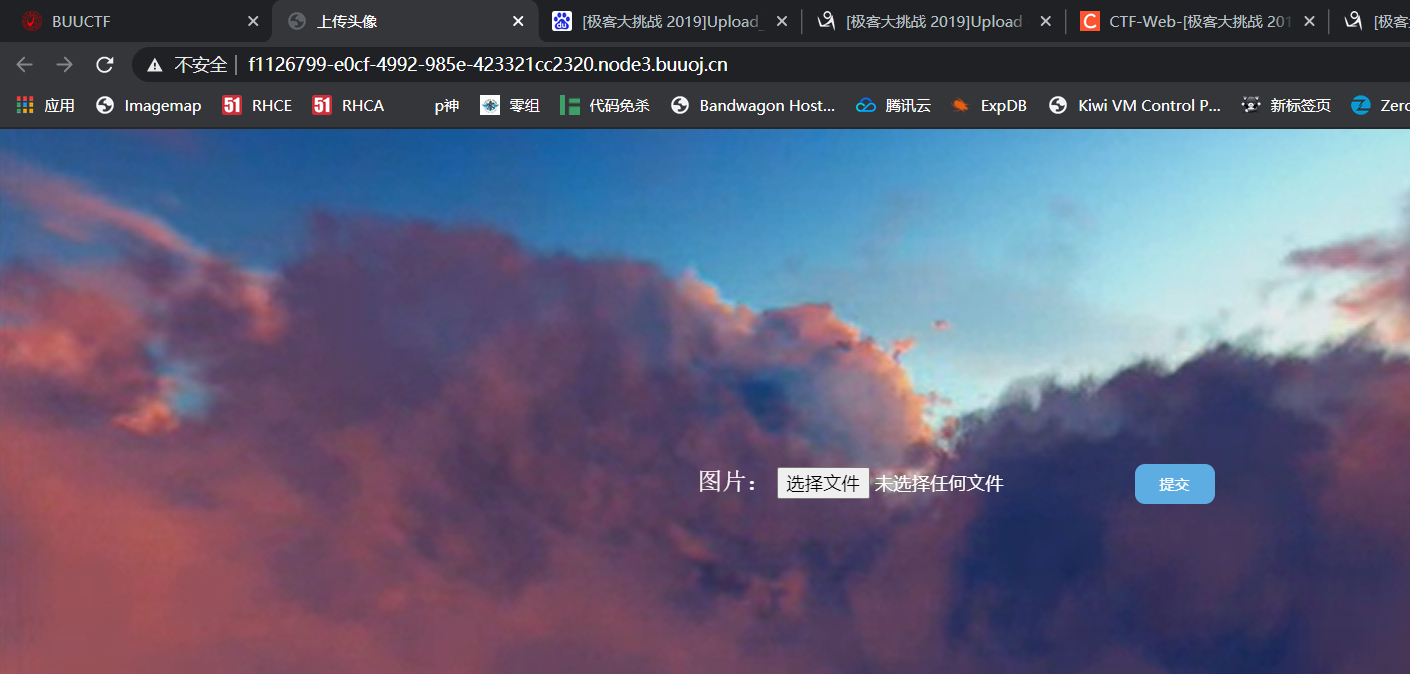 BUUCTF 上传头像 [极客大挑战 2019]Upload_ [极客大挑战 2019]Upload CTF-Web-[极客大挑战 201 [极客
不安全 f1126799-e0cf-4992-985e-423321cc2320.node3.buuoj.cn
应用 Imagemap 51 RHCE 51 RHCA p神 零组 代码免杀 Bandwagon Host... 腾讯云 ExpDB Kiwi VM Control P... 新标签页 Zero
图片： 选择文件 未选择任何文件 提交